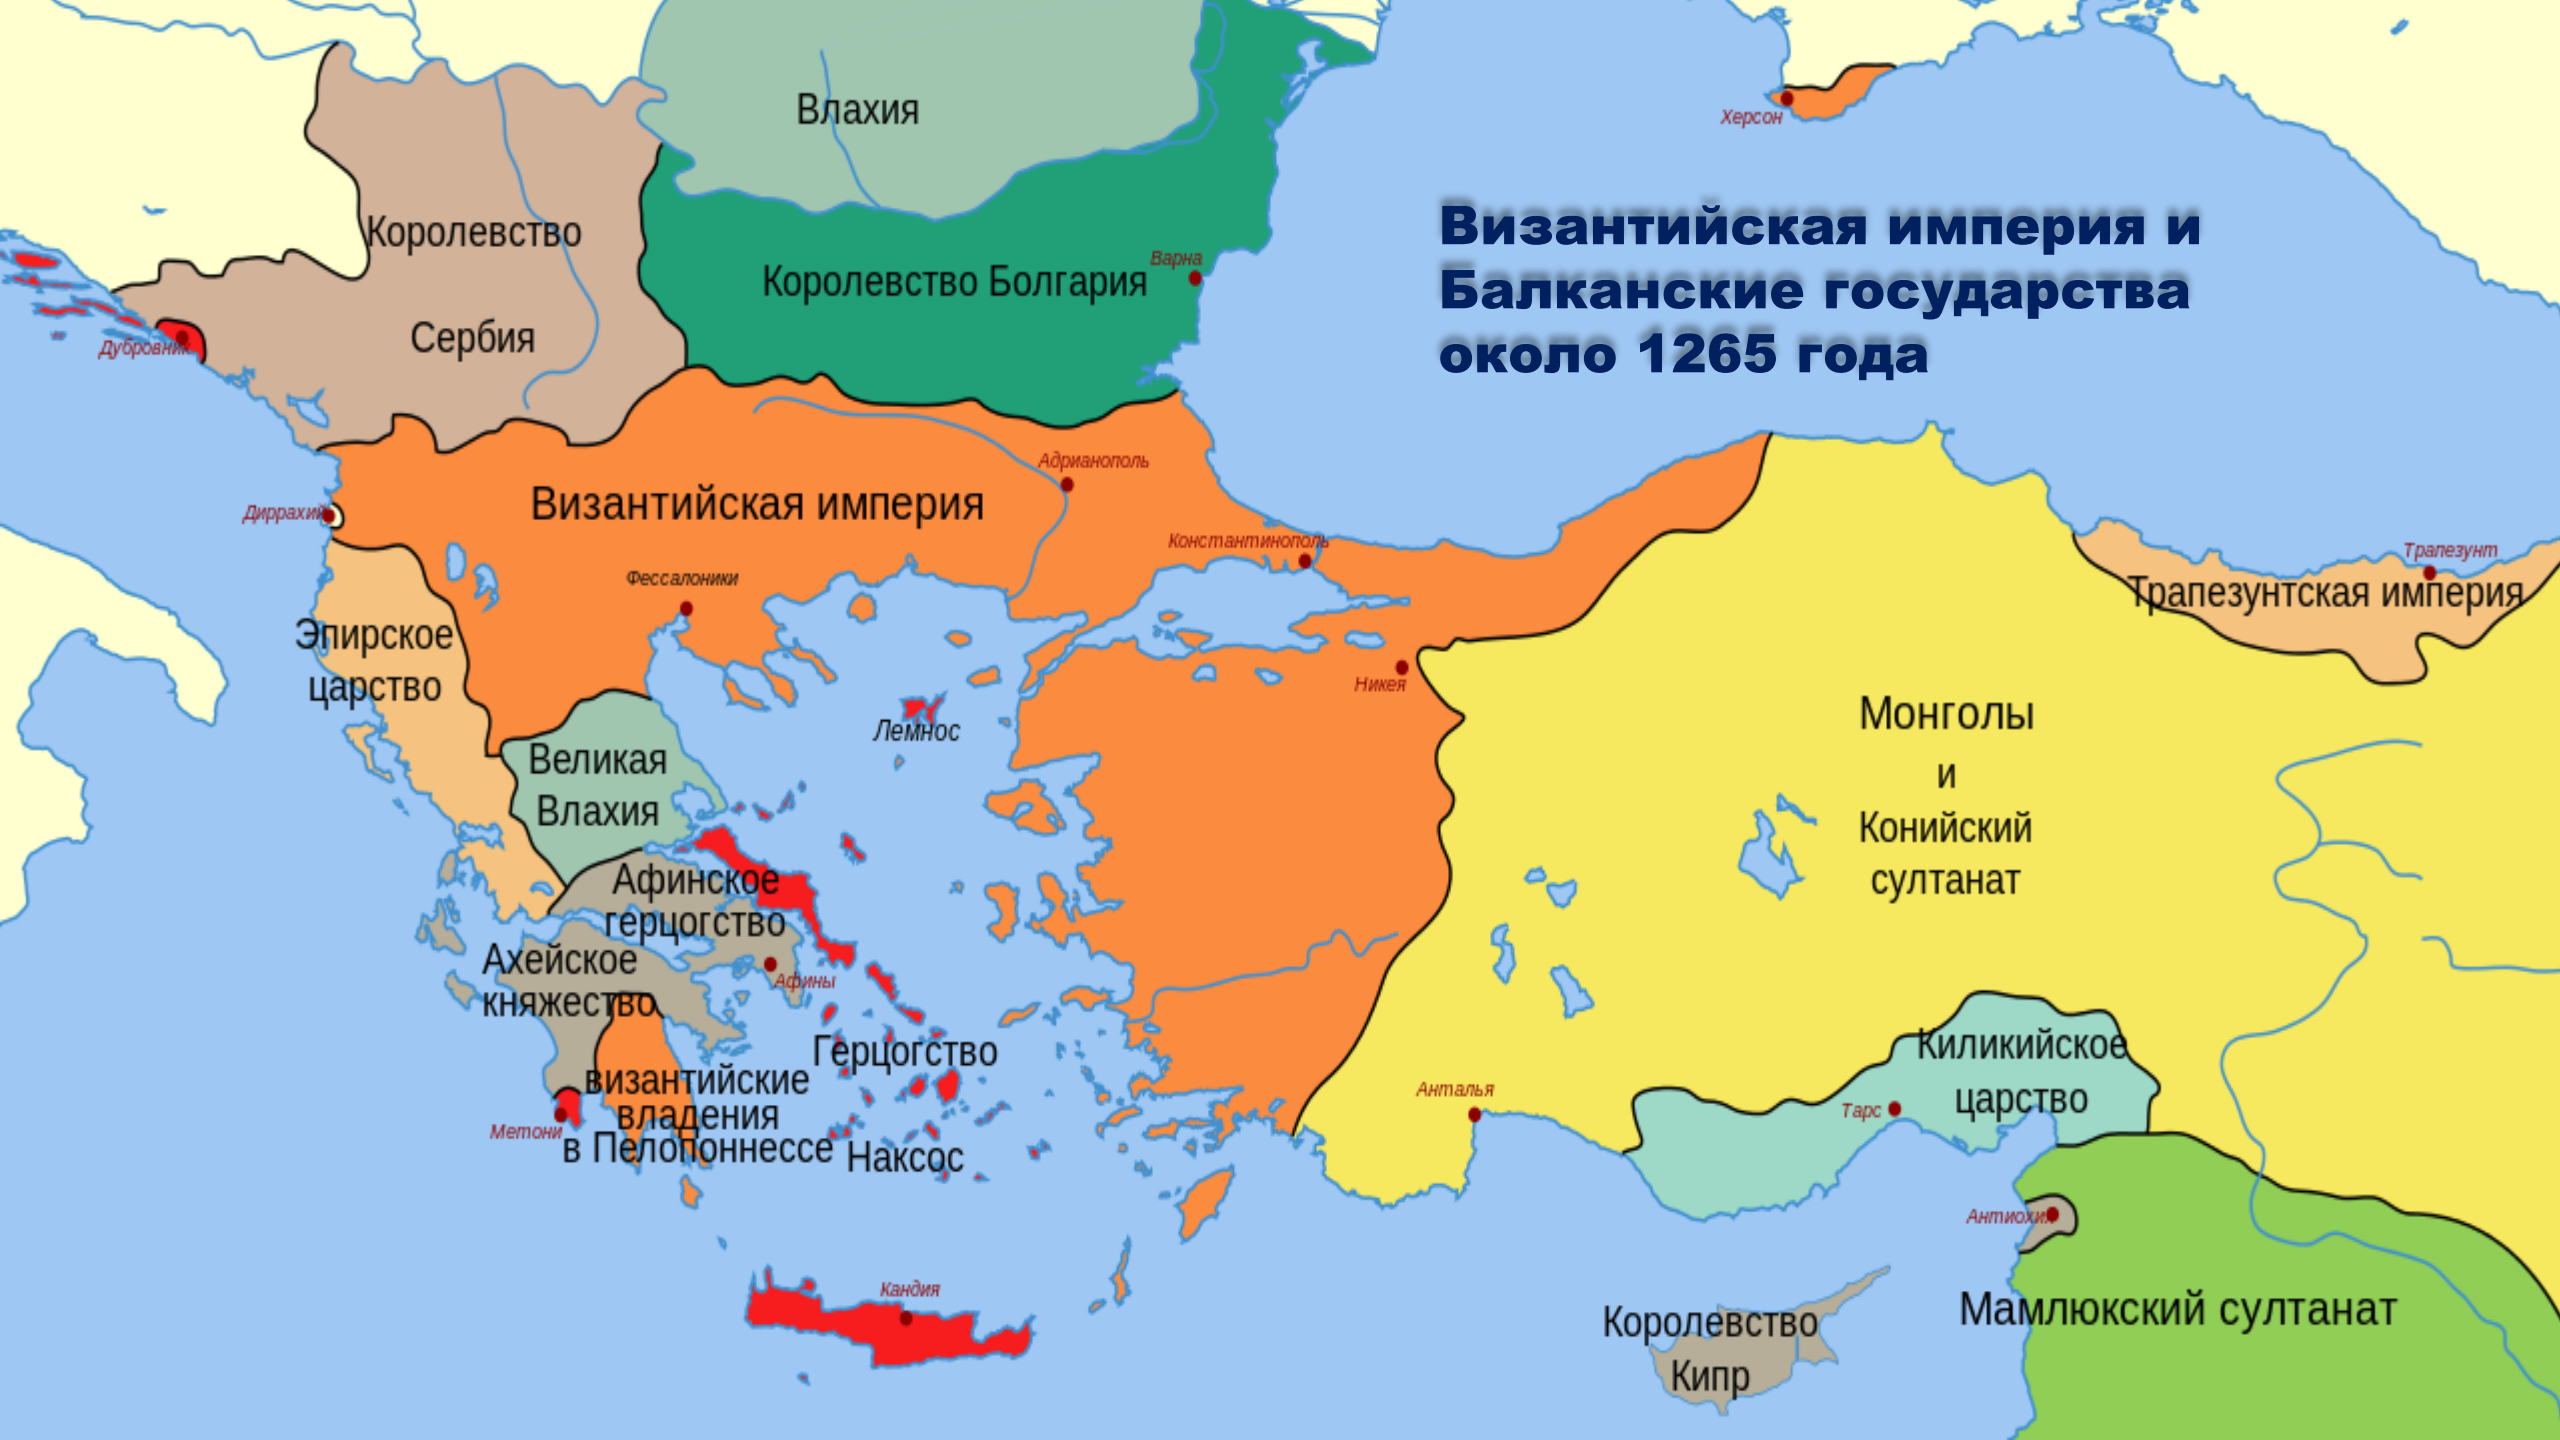 Влахия
Херсон
Византийская империя и
Балканские государства
около 1265 года
Королевство
Сербия
Королевство Болгария
Варна
Дубровник
Адрианополь
Византийская империя
Диррахий
Константинополь
Фессалоники
Трапезунт
Трапезунтская империя
Эпирское
царство
Никея
Лемнос
Монголы
и
Конийский
султанат
Великая
Влахия
Афинское
герцогство
Ахейское
княжество
Афины
Герцогство
Наксос
византийские
владения
в Пелопоннессе
Метони
Анталья
Киликийское
царство
Тарс
Антиохия
Кандия
Королевство
Кипр
Мамлюкский султанат